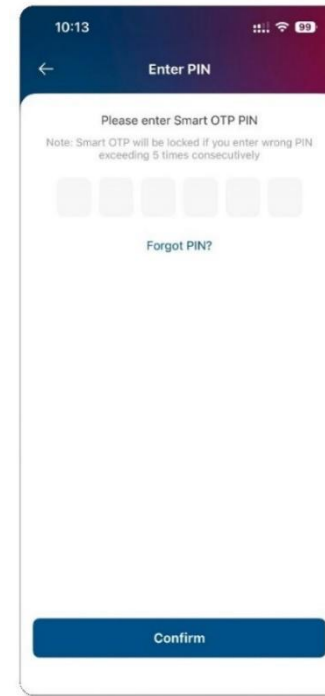 10:13
99
Enter PIN
Please enter Smart OTP PIN
Note: Smart OTP will be locked if you enter wrong PIN
exceeding 5 times consecutively
Forgot PIN?
Confirm